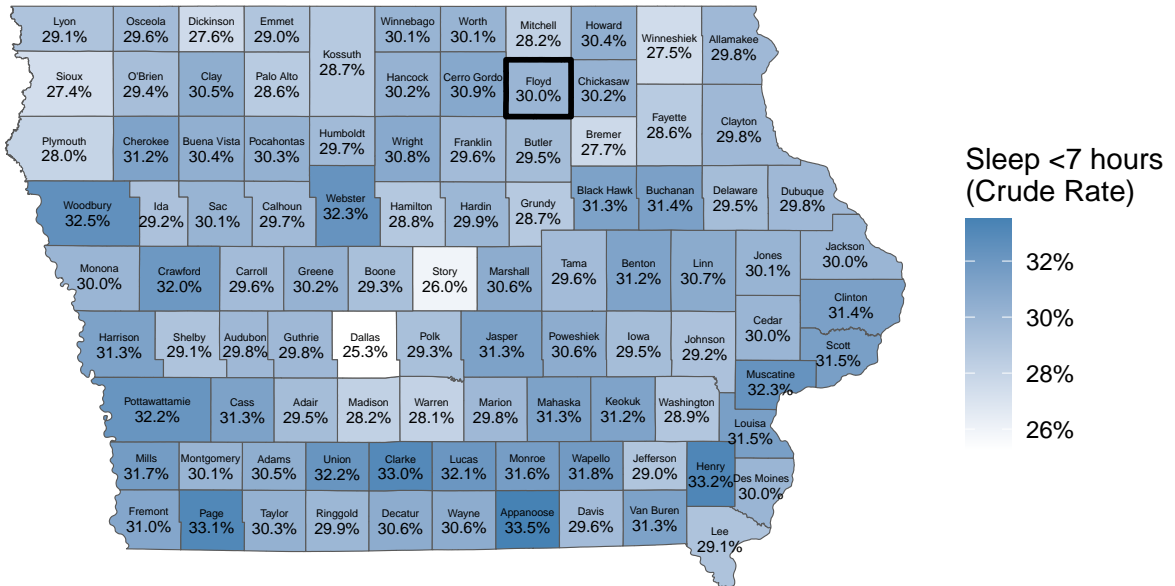 Lyon
29.1%
Osceola
29.6%
Dickinson
27.6%
Emmet
29.0%
Winnebago
30.1%
Worth
30.1%
Mitchell
28.2%
Howard
30.4%
Winneshiek
27.5%
Allamakee
29.8%
Kossuth
28.7%
Sioux
27.4%
O'Brien
29.4%
Clay
30.5%
Palo Alto
28.6%
Hancock
30.2%
Cerro Gordo
30.9%
Floyd
30.0%
Chickasaw
30.2%
Fayette
28.6%
Clayton
29.8%
Plymouth
28.0%
Cherokee
31.2%
Buena Vista
30.4%
Pocahontas
30.3%
Humboldt
29.7%
Wright
30.8%
Franklin
29.6%
Butler
29.5%
Bremer
27.7%
Woodbury
32.5%
Ida
29.2%
Sac
30.1%
Calhoun
29.7%
Webster
32.3%
Hamilton
28.8%
Hardin
29.9%
Grundy
28.7%
Black Hawk
31.3%
Buchanan
31.4%
Delaware
29.5%
Dubuque
29.8%
Monona
30.0%
Crawford
32.0%
Carroll
29.6%
Greene
30.2%
Boone
29.3%
Story
26.0%
Marshall
30.6%
Tama
29.6%
Benton
31.2%
Linn
30.7%
Jones
30.1%
Jackson
30.0%
Clinton
31.4%
Harrison
31.3%
Shelby
29.1%
Audubon
29.8%
Guthrie
29.8%
Dallas
25.3%
Polk
29.3%
Jasper
31.3%
Poweshiek
30.6%
Iowa
29.5%
Johnson
29.2%
Cedar
30.0%
Scott
31.5%
Muscatine
32.3%
Pottawattamie
32.2%
Cass
31.3%
Adair
29.5%
Madison
28.2%
Warren
28.1%
Marion
29.8%
Mahaska
31.3%
Keokuk
31.2%
Washington
28.9%
Louisa
31.5%
Mills
31.7%
Montgomery
30.1%
Adams
30.5%
Union
32.2%
Clarke
33.0%
Lucas
32.1%
Monroe
31.6%
Wapello
31.8%
Jefferson
29.0%
Henry
33.2%
Des Moines
30.0%
Fremont
31.0%
Page
33.1%
Taylor
30.3%
Ringgold
29.9%
Decatur
30.6%
Wayne
30.6%
Appanoose
33.5%
Davis
29.6%
Van Buren
31.3%
Lee
29.1%
Sleep <7 hours
(Crude Rate)
32%
30%
28%
26%